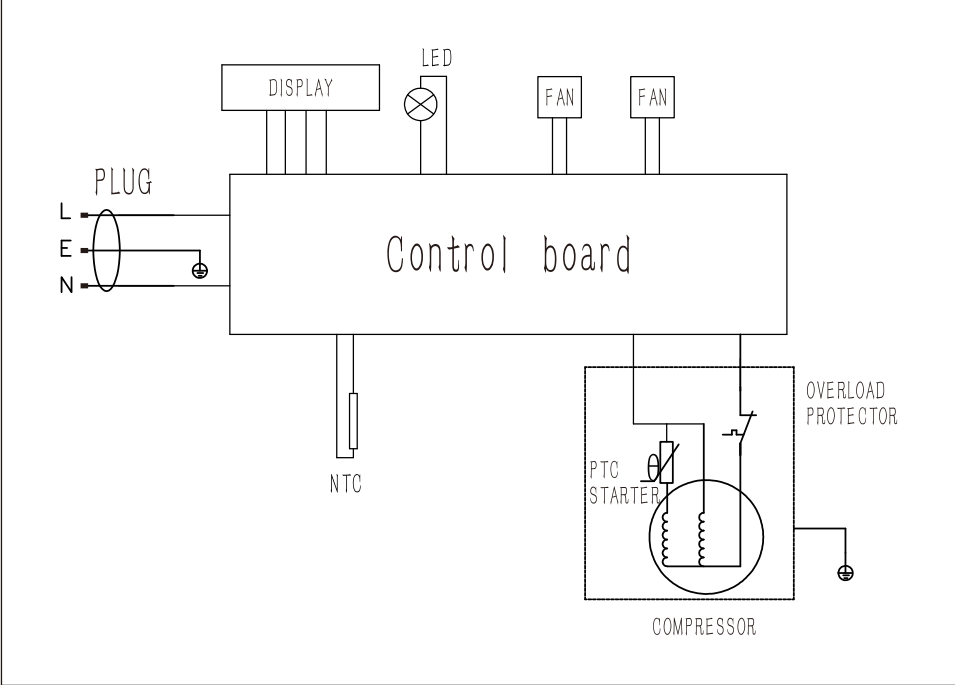 LED
DISPLAY
FAN
FAN
PLUG
L
E
N
Control board
OVERLOAD
PROTECTOR
PTC
STARTER
NTC
COMPRESSOR